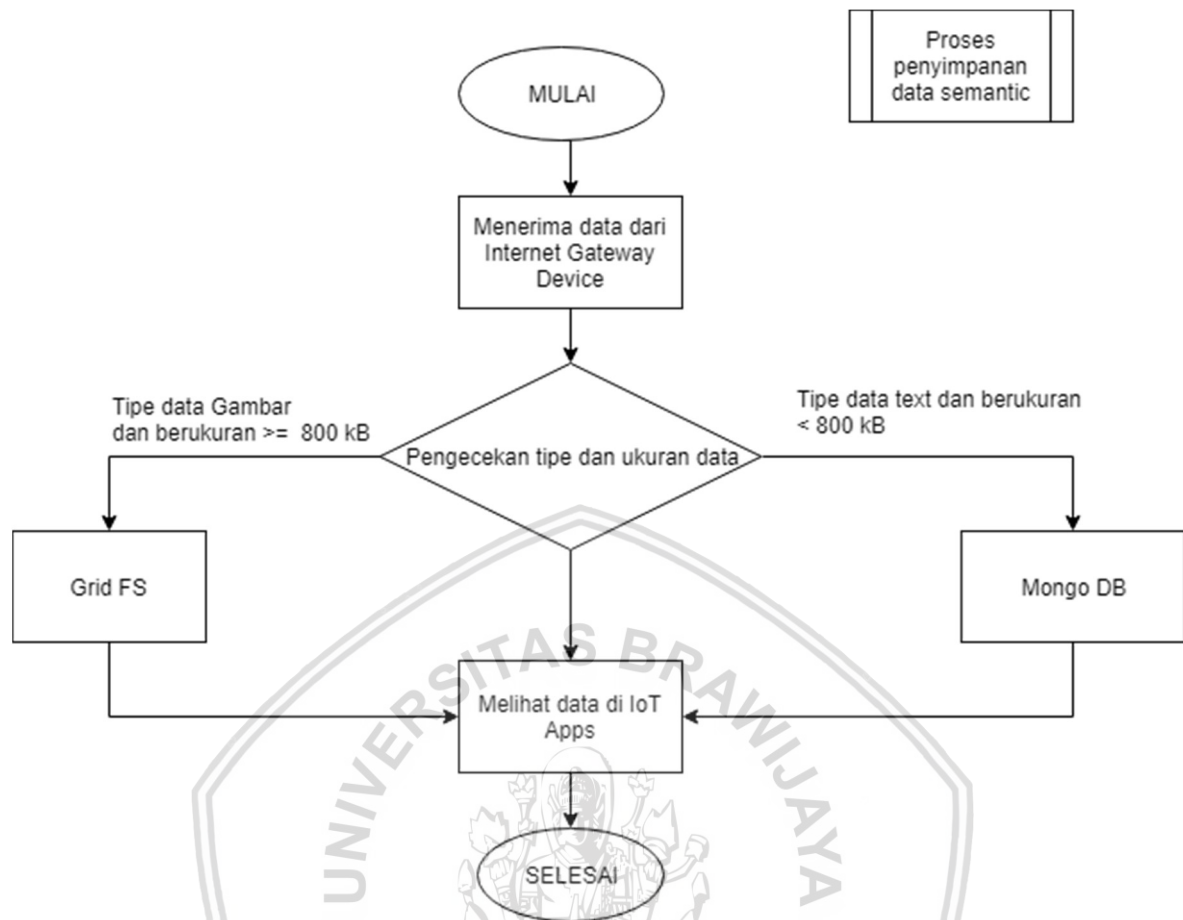 MULAI
Proses
penyimpanan
data semantic
Menerima data dari
Internet Gateway
Device
Tipe data Gambar
dan berukuran >= 800 kB
Tipe data text dan berukuran
< 800 kB
Pengecekan tipe dan ukuran data
Grid FS
Mongo DB
UNIVERSITAS BRAWIJAYA
Melihat data di IoT
Apps
SELESAI